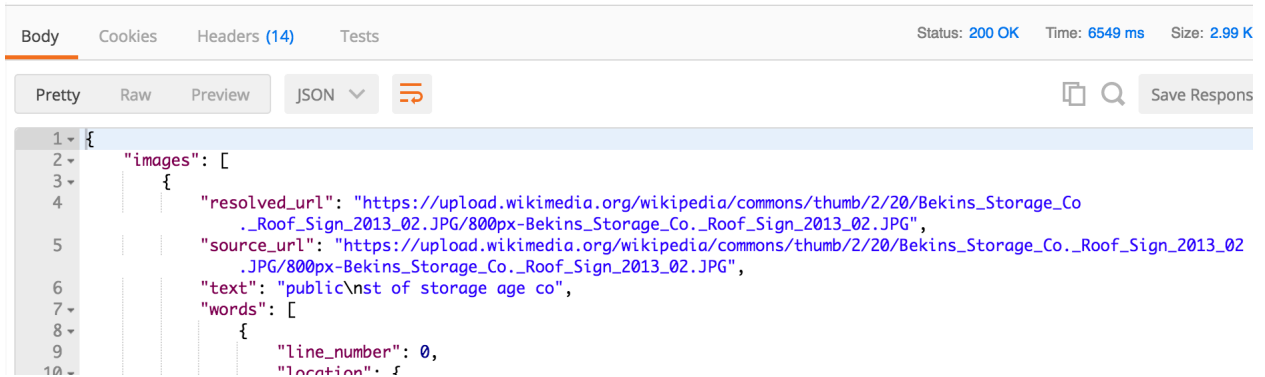 Body Cookies Headers (14) Tests Status: 200 OK Time: 6549 ms Size: 2.99 K
Pretty Raw Preview JSON Save Respons
1 {
2 "images": [
3 {
4 "resolved_url": "https://upload.wikimedia.org/wikipedia/commons/thumb/2/20/Bekins_Storage_Co
._Roof_Sign_2013_02.JPG/800px-Bekins_Storage_Co._Roof_Sign_2013_02.JPG",
5 "source_url": "https://upload.wikimedia.org/wikipedia/commons/thumb/2/20/Bekins_Storage_Co._Roof_Sign_2013_02
.JPG/800px-Bekins_Storage_Co._Roof_Sign_2013_02.JPG",
6 "text": "public\nst of storage age co",
7 "words": [
8 {
9 "line_number": 0,
10 "location": {